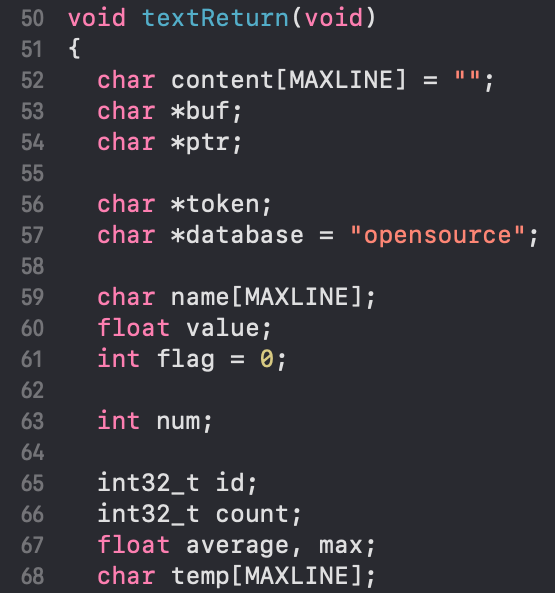 50 void textReturn(void)
51 {
52   char content[MAXLINE] = "";
53   char *buf;
54   char *ptr;
55
56   char *token;
57   char *database = "opensource";
58
59   char name[MAXLINE];
60   float value;
61   int flag = 0;
62
63   int num;
64
65   int32_t id;
66   int32_t count;
67   float average, max;
68   char temp[MAXLINE];